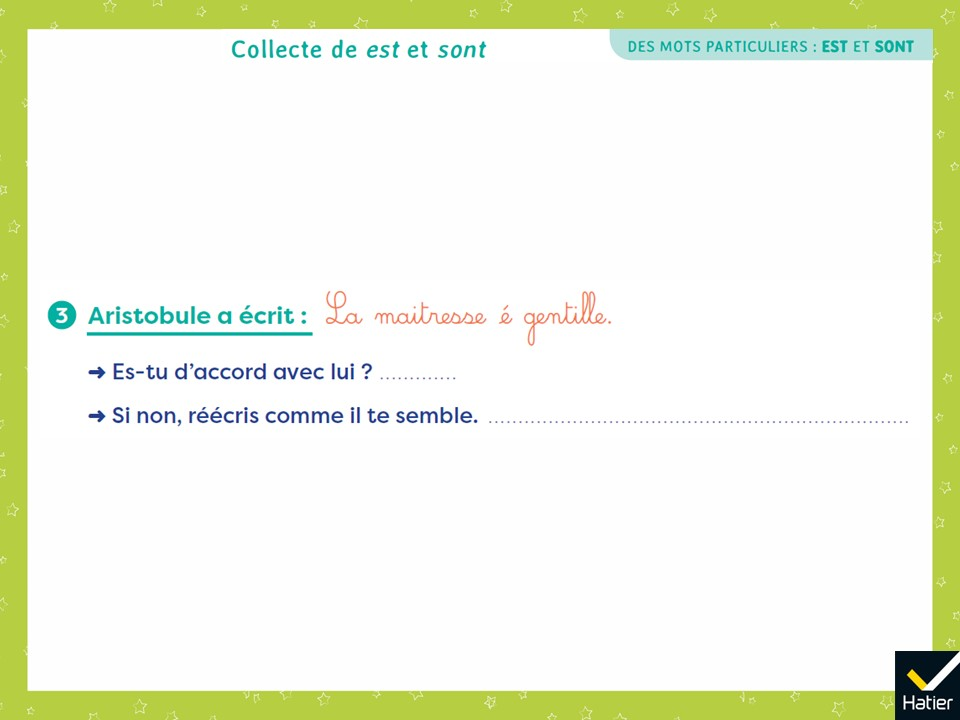 Collecte de est et sont
DES MOTS PARTICULIERS : EST ET SONT
3 Aristobule a écrit : La maitresse é gentille.
➜ Es-tu d'accord avec lui ? .............
➜ Si non, réécris comme il te semble. ......................................................................
Hatier